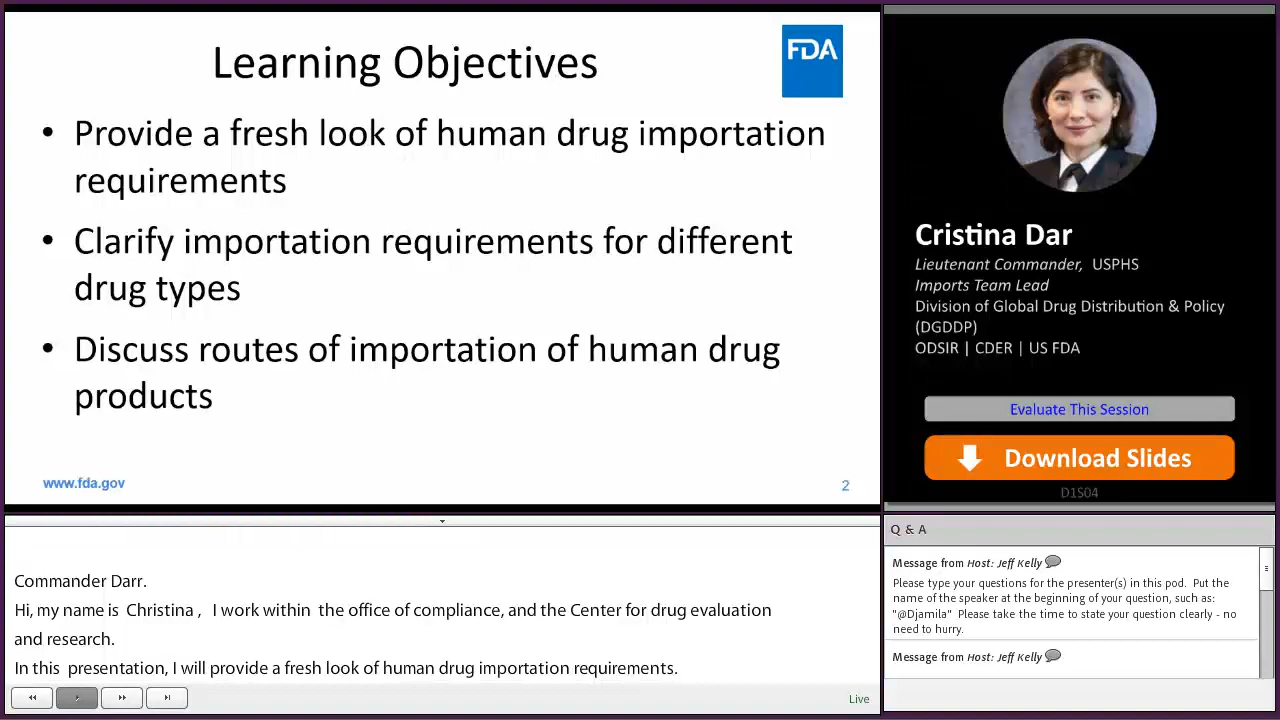 Learning Objectives
FDA
• Provide a fresh look of human drug importation
requirements
• Clarify importation requirements for different
drug types
• Discuss routes of importation of human drug
products
www.fda.gov
2
Cristina Dar
Lieutenant Commander, USPHS
Imports Team Lead
Division of Global Drug Distribution & Policy
(DGDDP)
ODSIR | CDER | US FDA
Evaluate This Session
Download Slides
D1S04
Commander Darr.
Hi, my name is Christina , I work within the office of compliance, and the Center for drug evaluation
and research.
In this presentation, I will provide a fresh look of human drug importation requirements.
Live
Q & A
Message from Host: Jeff Kelly
Please type your questions for the presenter(s) in this pod. Put the
name of the speaker at the beginning of your question, such as:
"@Djamila" Please take the time to state your question clearly - no
need to hurry.
Message from Host: Jeff Kelly